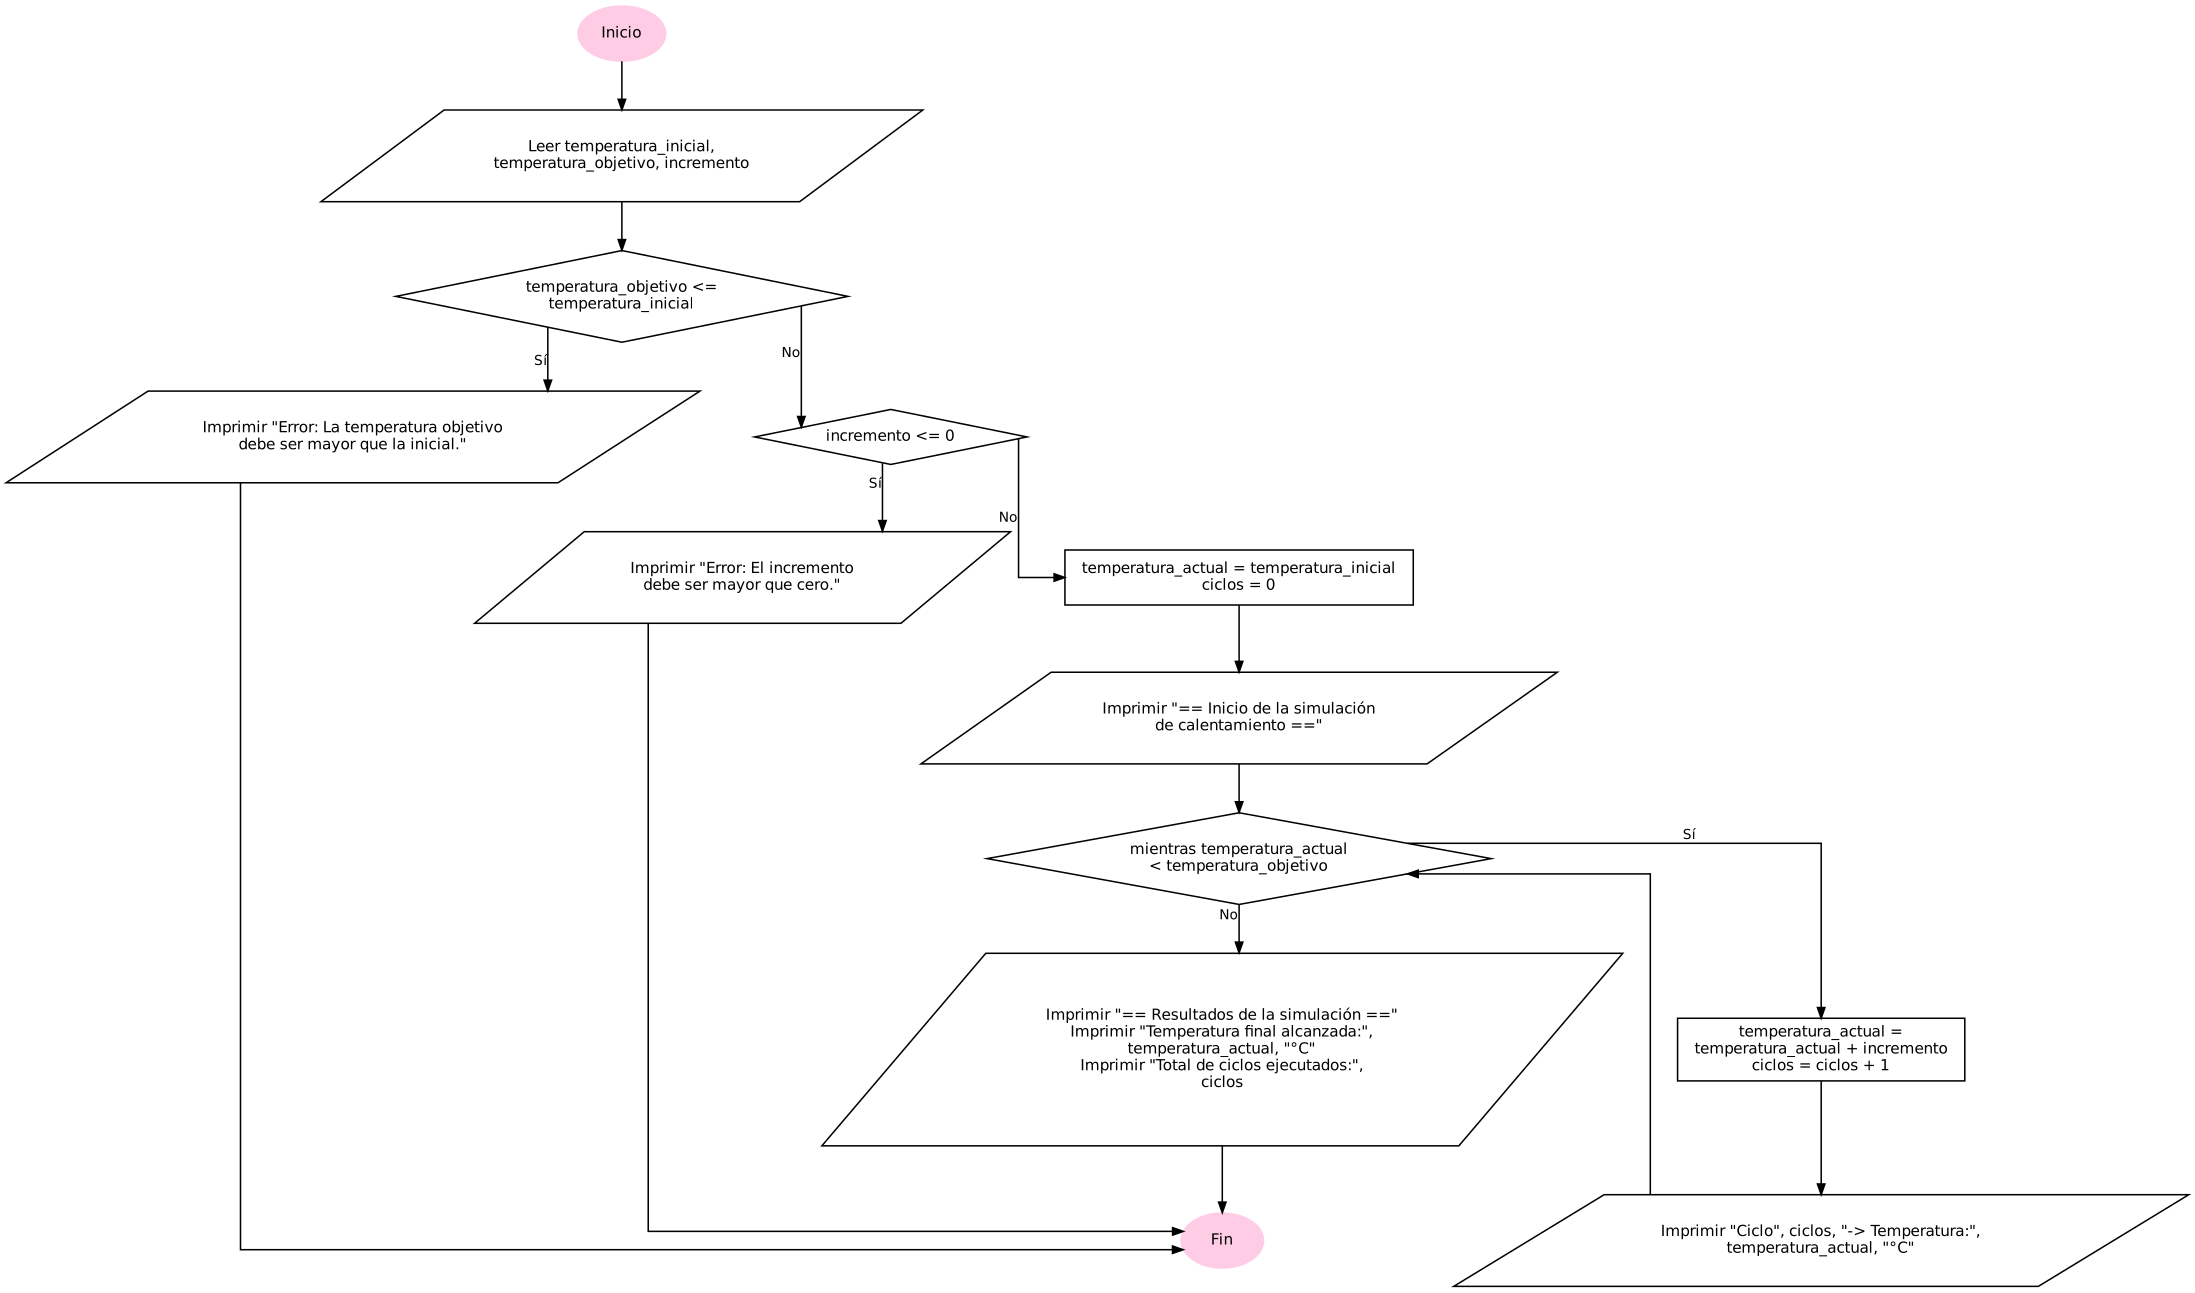 Inicio
Leer temperatura_inicial,
temperatura_objetivo, incremento
temperatura_objetivo <=
temperatura_inicial
Sí
No
Imprimir "Error: La temperatura objetivo
debe ser mayor que la inicial."
incremento <= 0
Sí
No
Imprimir "Error: El incremento
debe ser mayor que cero."
temperatura_actual = temperatura_inicial
ciclos = 0
Imprimir "== Inicio de la simulación
de calentamiento =="
mientras temperatura_actual
< temperatura_objetivo
Sí
No
Imprimir "== Resultados de la simulación =="
Imprimir "Temperatura final alcanzada:",
temperatura_actual, "°C"
Imprimir "Total de ciclos ejecutados:",
ciclos
temperatura_actual =
temperatura_actual + incremento
ciclos = ciclos + 1
Imprimir "Ciclo", ciclos, "-> Temperatura:",
temperatura_actual, "°C"
Fin